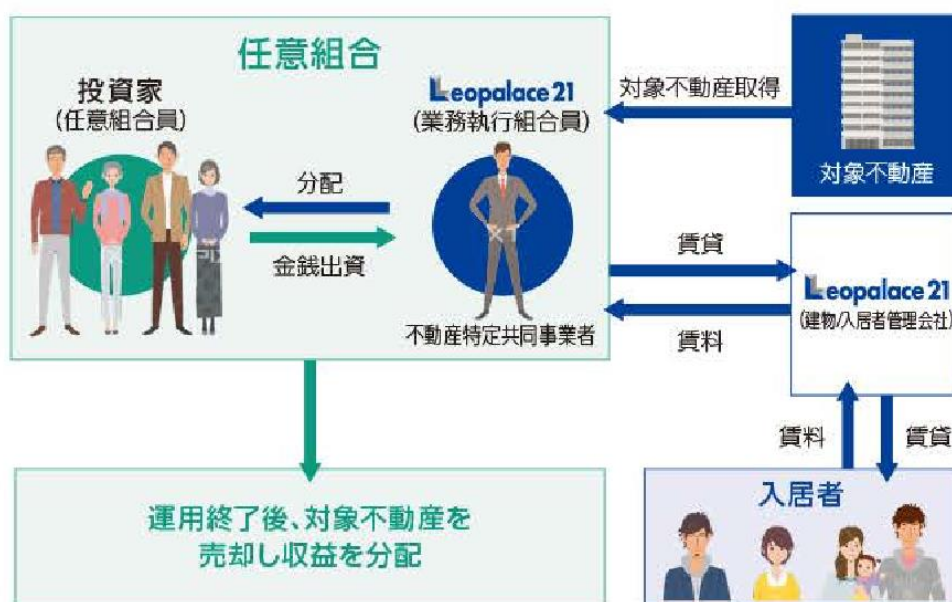 任意組合
投資家
(任意組合員)
Leopalace21
(業務執行組合員)
分配
金銭出資
不動産特定共同事業者
対象不動産取得
対象不動産
賃貸
賃料
Leopalace21
(建物/入居者管理会社)
賃料
賃貸
運用終了後、対象不動産を
売却し収益を分配
入居者